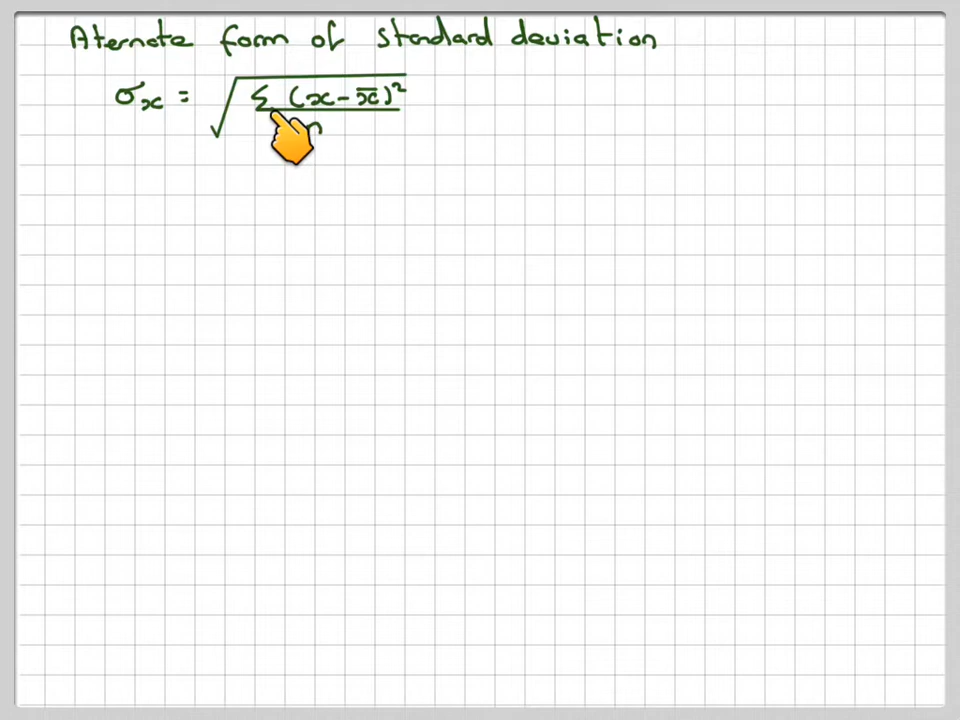 Aternate form of standard deviation
σx = √(Σ (x - x̄)² / n)